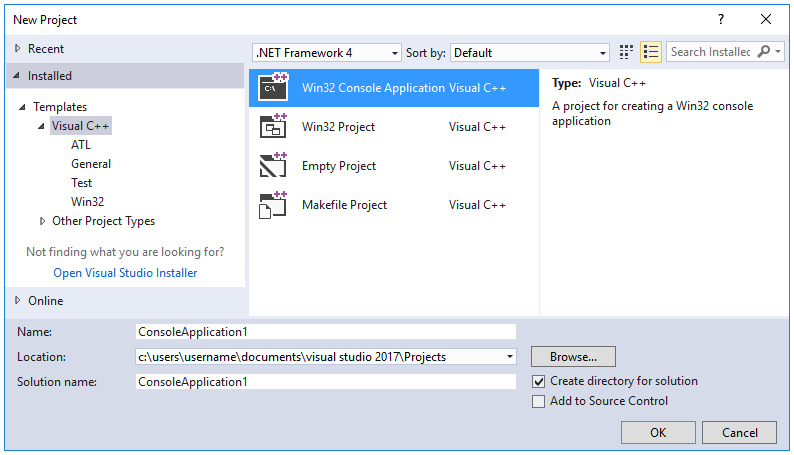 New Project
?
Recent
.NET Framework 4
Sort by:
Default
Search Installed
Installed
Templates
Visual C++
ATL
General
Test
Win32
Other Project Types
Not finding what you are looking for?
Open Visual Studio Installer
Online
C:\
++
Win32 Console Application Visual C++
++
Win32 Project Visual C++
++
Empty Project Visual C++
++
Makefile Project Visual C++
Type: Visual C++
A project for creating a Win32 console
application
Name: ConsoleApplication1
Location: c:\users\username\documents\visual studio 2017\Projects
Browse...
Solution name: ConsoleApplication1
Create directory for solution
Add to Source Control
OK
Cancel